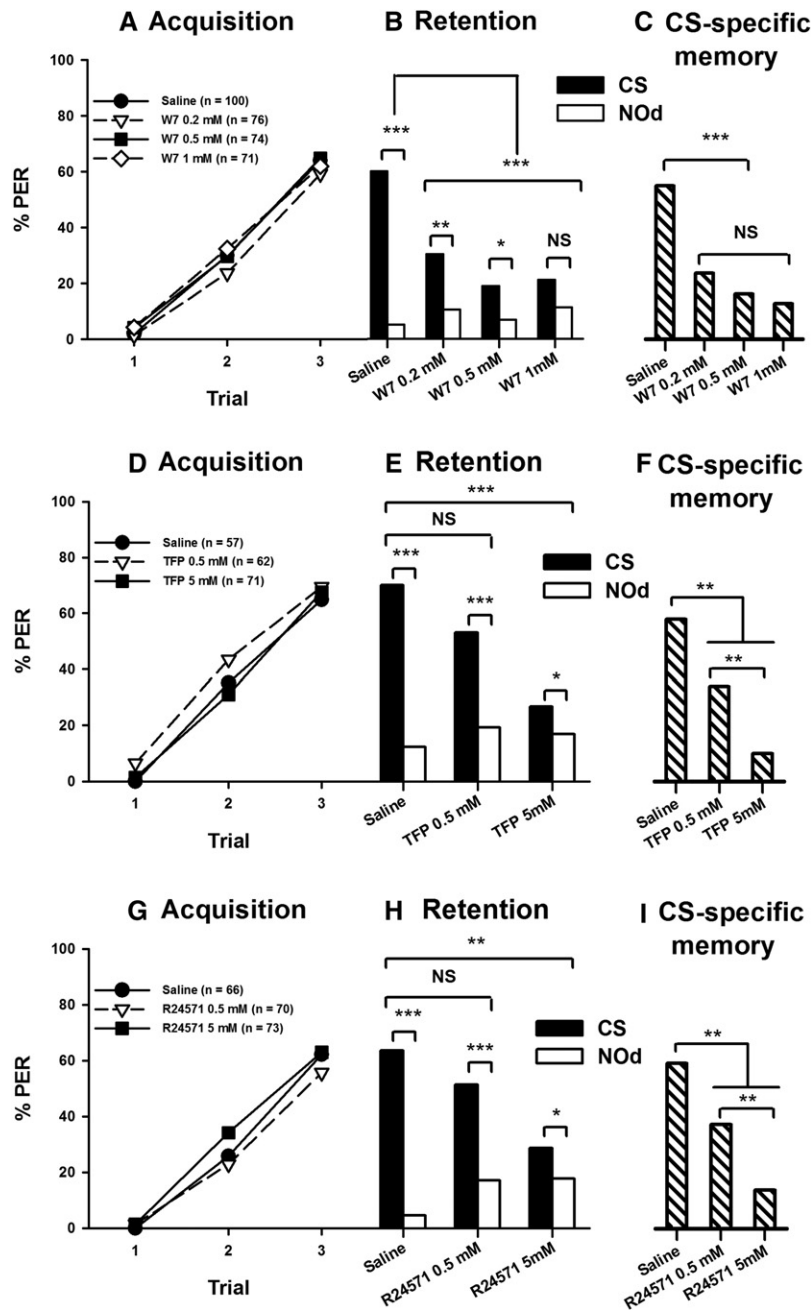 A Acquisition
B Retention
C CS-specific
memory
100
80
60
40
20
0
% PER
Saline (n = 100)
W7 0.2 mM (n = 76)
W7 0.5 mM (n = 74)
W7 1 mM (n = 71)
1 2 3
Trial
CS
NOd
***
***
***
**
*
NS
Saline
W7 0.2 mM
W7 0.5 mM
W7 1mM
***
NS
Saline
W7 0.2 mM
W7 0.5 mM
W7 1mM
D Acquisition
E Retention
F CS-specific
memory
100
80
60
40
20
0
% PER
Saline (n = 57)
TFP 0.5 mM (n = 62)
TFP 5 mM (n = 71)
1 2 3
Trial
***
NS
***
***
*
CS
NOd
Saline
TFP 0.5 mM
TFP 5mM
**
**
Saline
TFP 0.5 mM
TFP 5mM
G Acquisition
H Retention
I CS-specific
memory
100
80
60
40
20
0
% PER
Saline (n = 66)
R24571 0.5 mM (n = 70)
R24571 5 mM (n = 73)
1 2 3
Trial
**
NS
***
***
*
CS
NOd
Saline
R24571 0.5 mM
R24571 5mM
**
**
Saline
R24571 0.5 mM
R24571 5mM